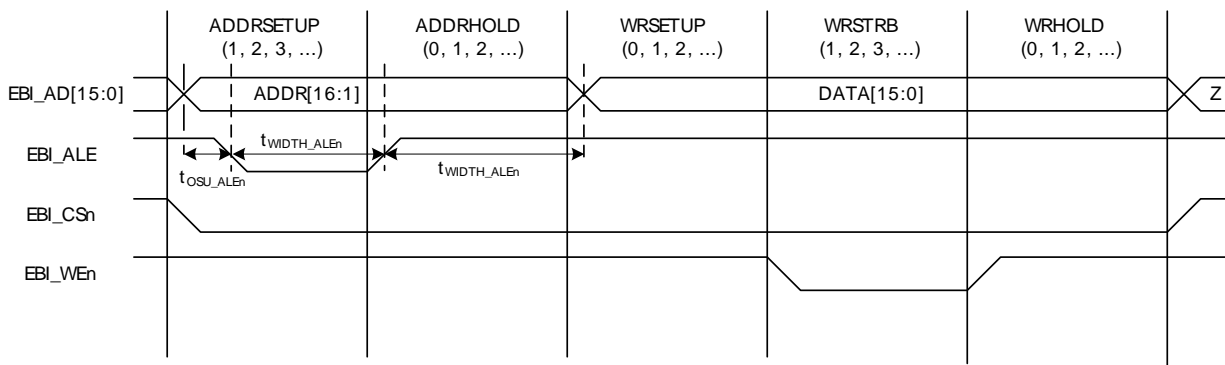 ADDRSETUP ADDRHOLD WRSETUP WRSTRB WRHOLD
(1, 2, 3, ...) (0, 1, 2, ...) (0, 1, 2, ...) (1, 2, 3, ...) (0, 1, 2, ...)
EBI_AD[15:0] ADDR[16:1] DATA[15:0] Z
EBI_ALE tWIDTH_ALEn
tOSU_ALEn tWIDTH_ALEn
EBI_CSn
EBI_WEn